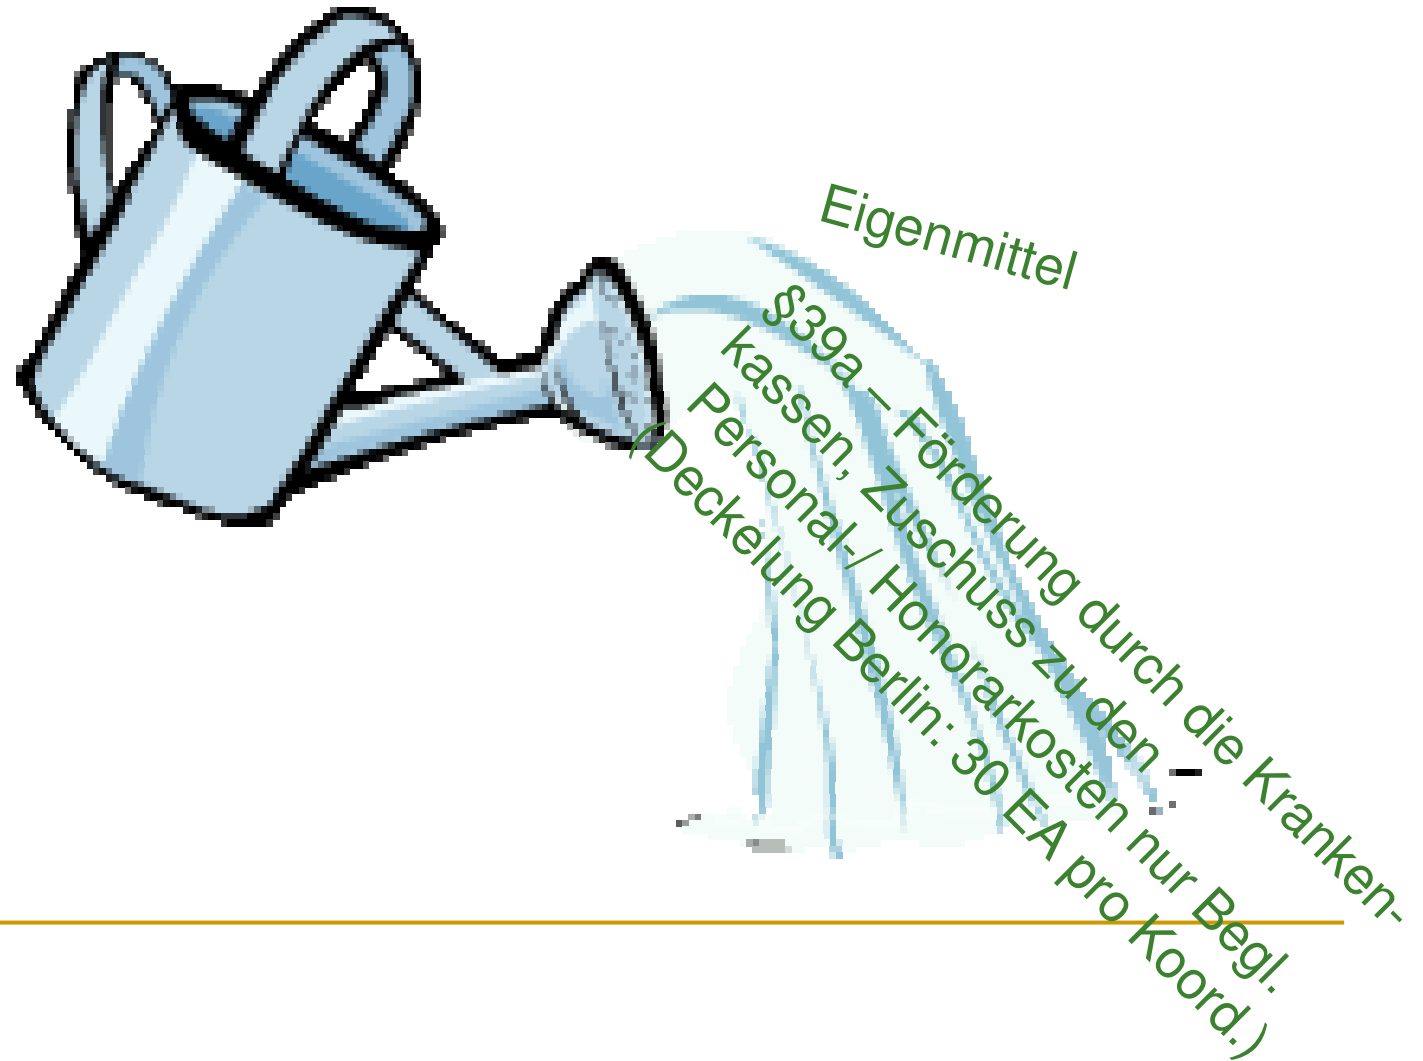 Eigenmittel
§39a – Förderung durch die Kranken-
kassen, Zuschuss zu den
Personal-/ Honorarkosten nur Begl.
(Deckelung Berlin: 30 EA pro Koord.)